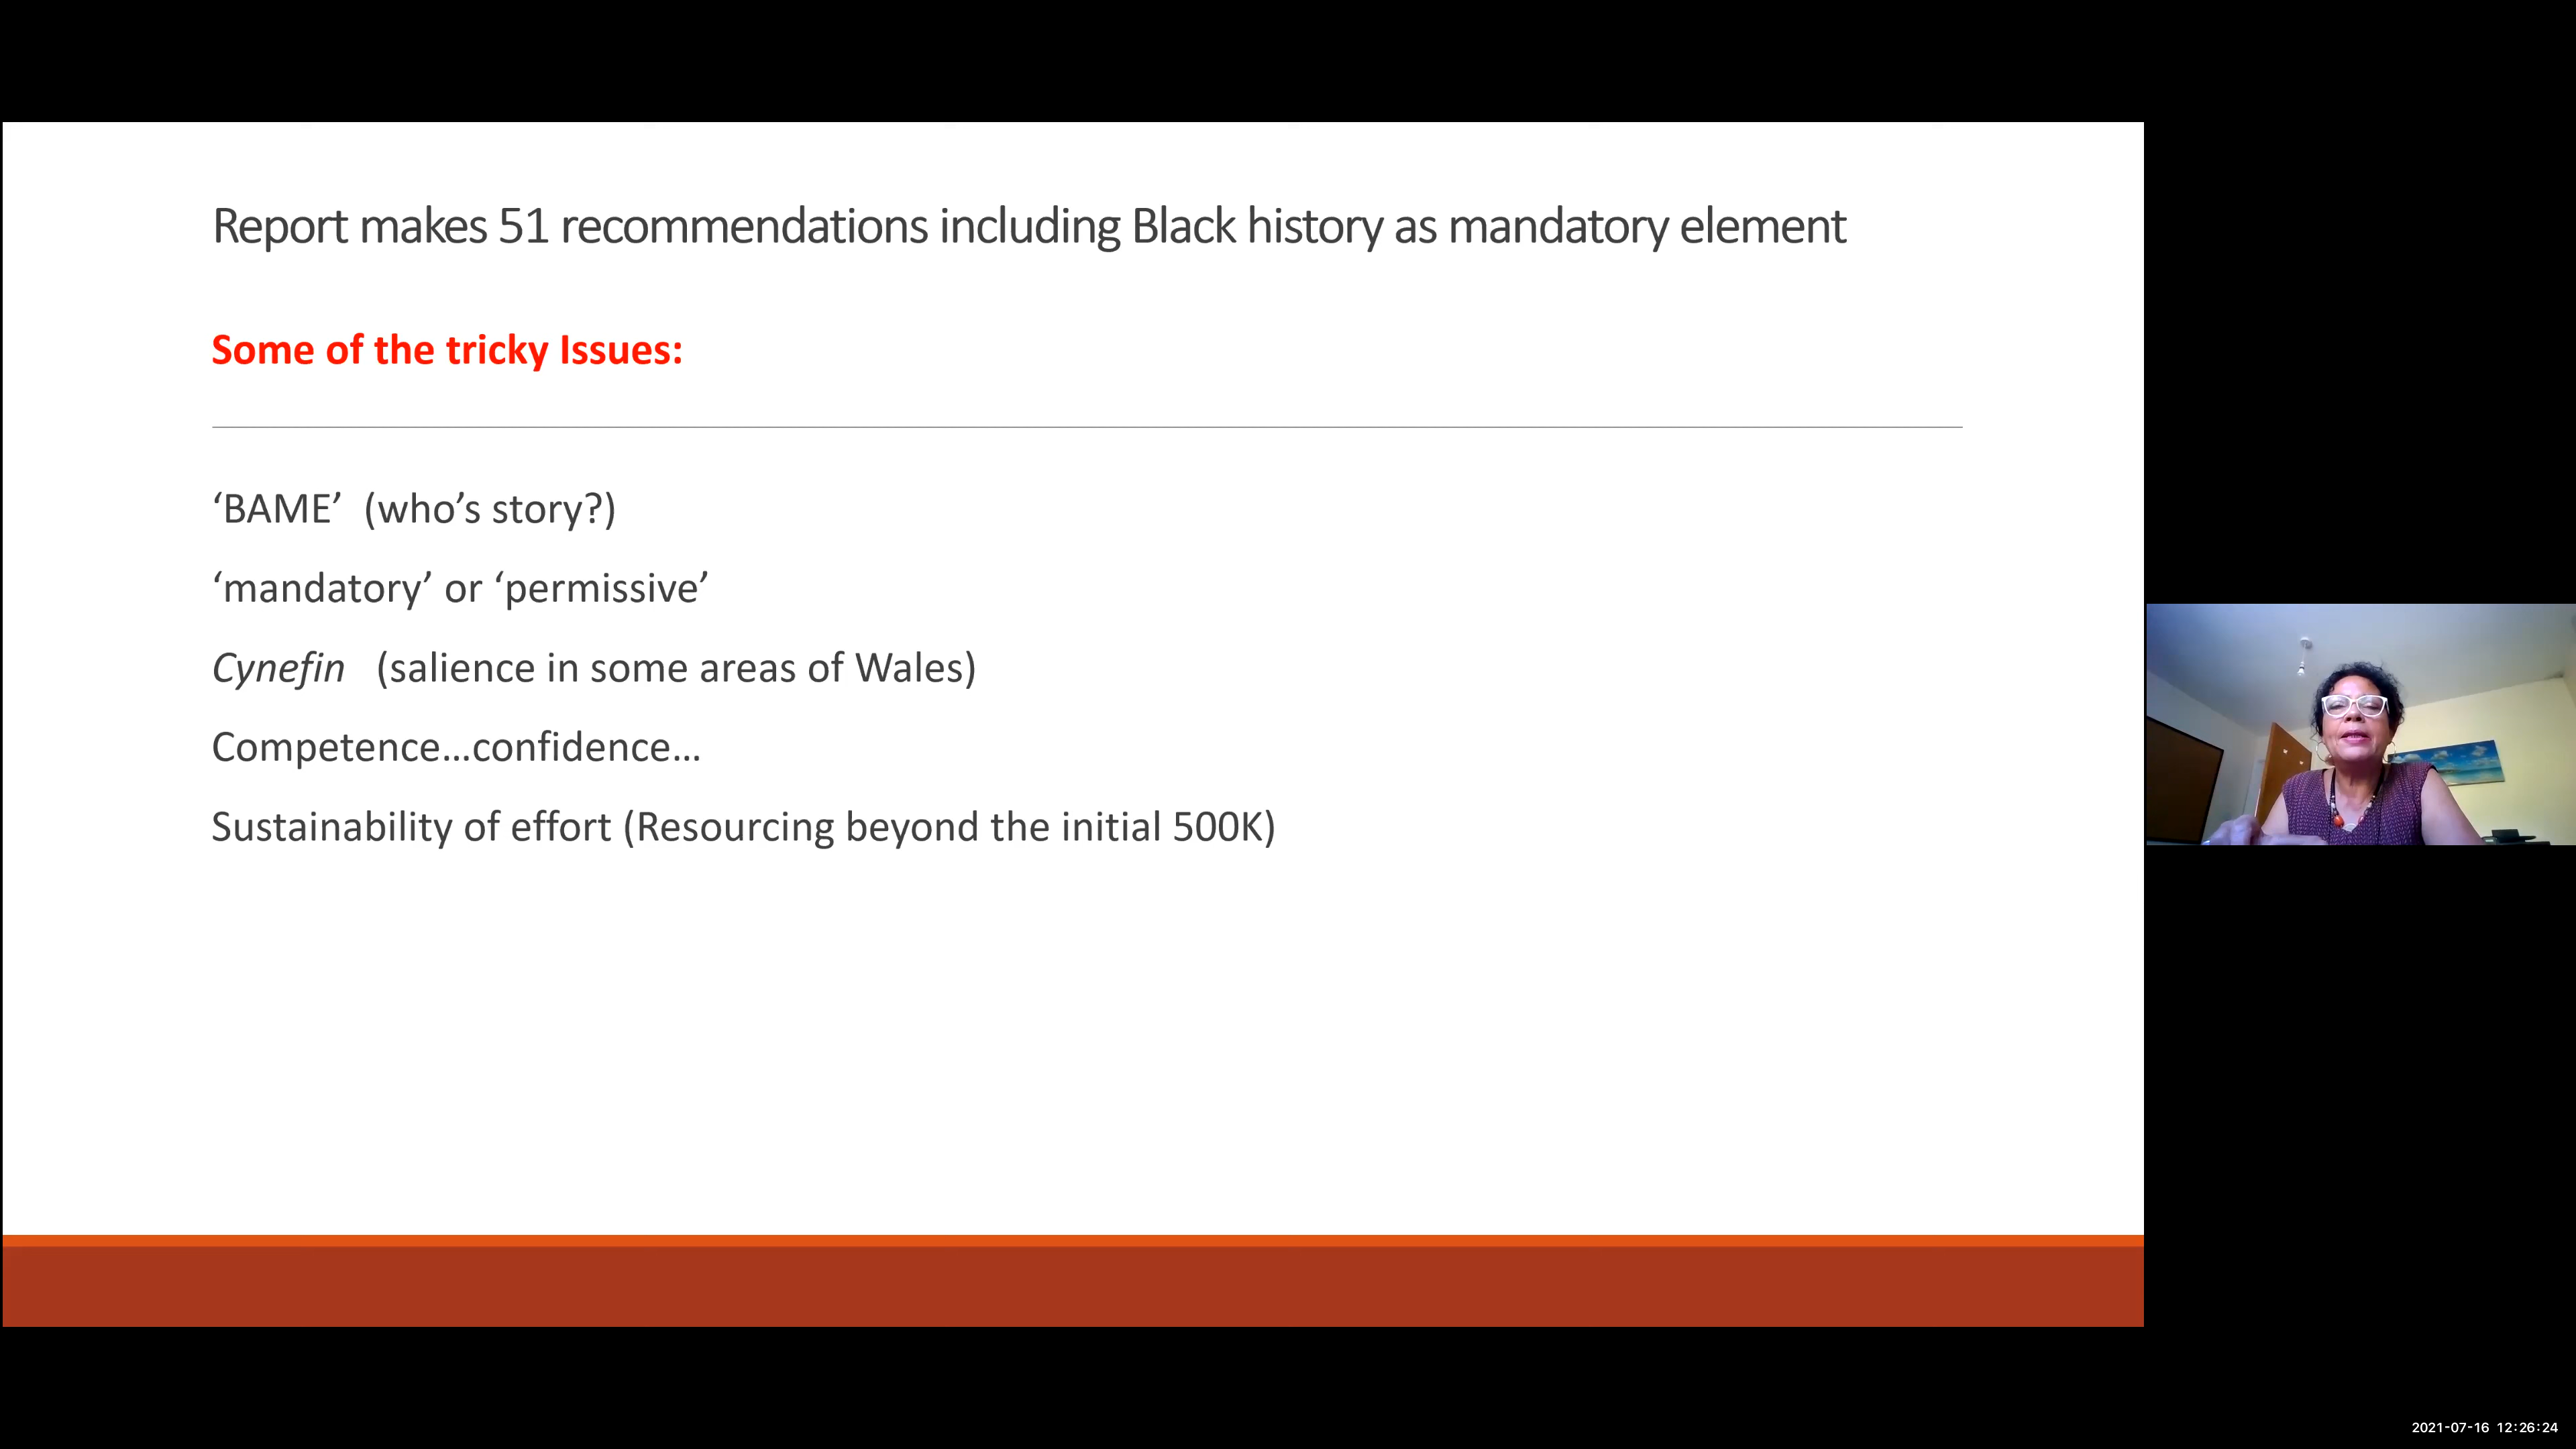 Report makes 51 recommendations including Black history as mandatory element
Some of the tricky Issues:
‘BAME’ (who’s story?)
‘mandatory’ or ‘permissive’
Cynefin (salience in some areas of Wales)
Competence…confidence…
Sustainability of effort (Resourcing beyond the initial 500K)
2021-07-16 12:26:24